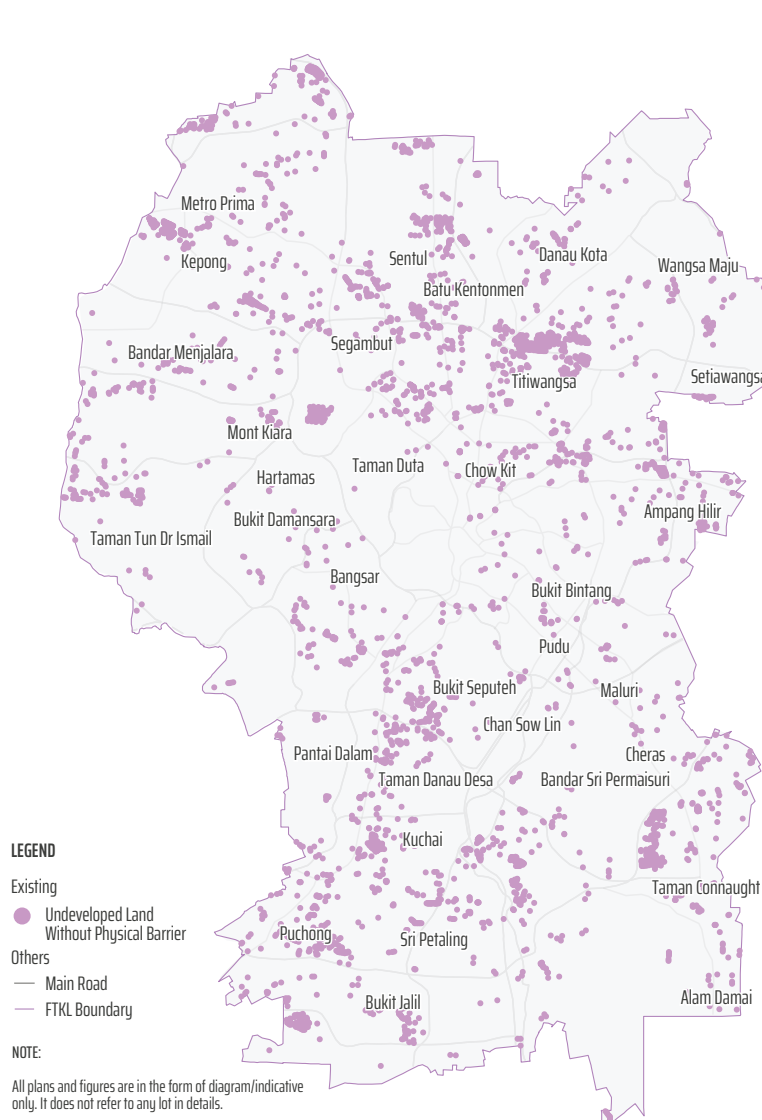 Metro Prima
Kepong
Sentul
Danau Kota
Wangsa Maju
Batu Kentonmen
Segambut
Bandar Menjalara
Titiwangsa
Setiawangsa
Mont Kiara
Taman Duta
Chow Kit
Hartamas
Ampang Hilir
Bukit Damansara
Taman Tun Dr Ismail
Bangsar
Bukit Bintang
Pudu
Bukit Seputeh
Maluri
Chan Sow Lin
Pantai Dalam
Cheras
Taman Danau Desa
Bandar Sri Permaisuri
Kuchai
Taman Connaught
Puchong
Sri Petaling
Bukit Jalil
Alam Damai
LEGEND
Existing
Undeveloped Land
Without Physical Barrier
Others
Main Road
FTKL Boundary
NOTE:
All plans and figures are in the form of diagram/indicative
only. It does not refer to any lot in details.